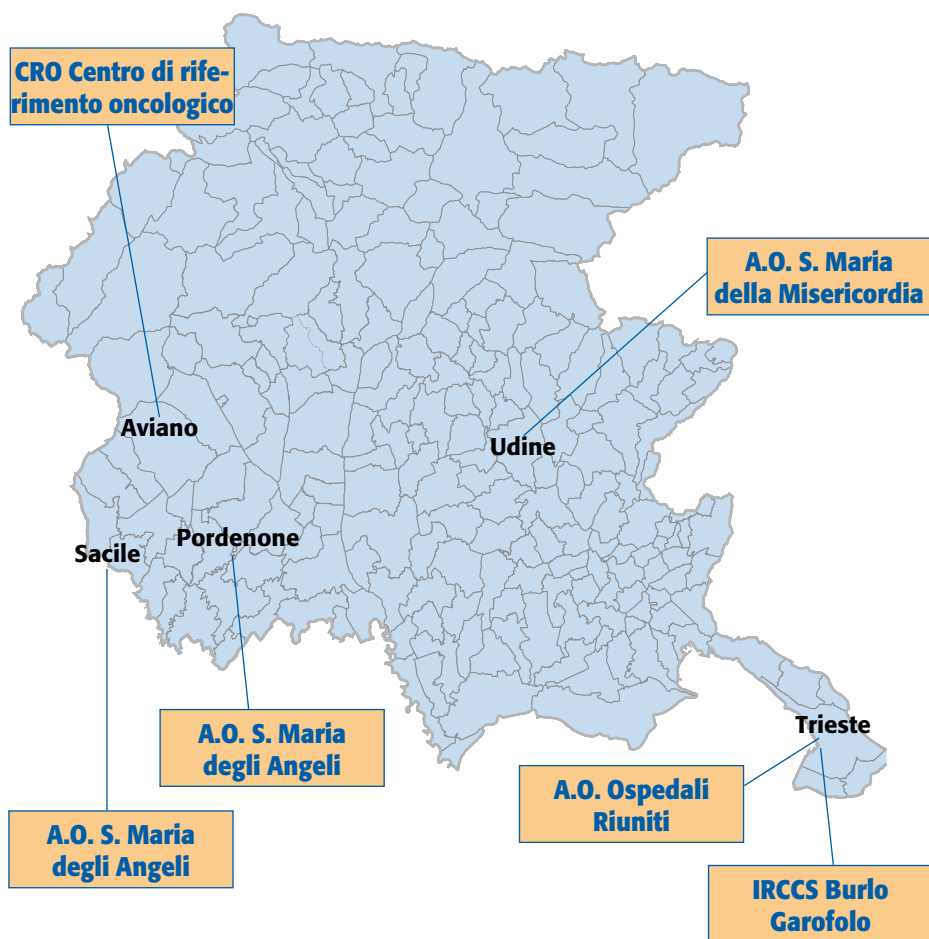 CRO Centro di rife-
rimento oncologico
A.O. S. Maria
della Misericordia
Aviano
Udine
Pordenone
Sacile
A.O. S. Maria
degli Angeli
Trieste
A.O. Ospedali
Riuniti
A.O. S. Maria
degli Angeli
IRCCS Burlo
Garofolo